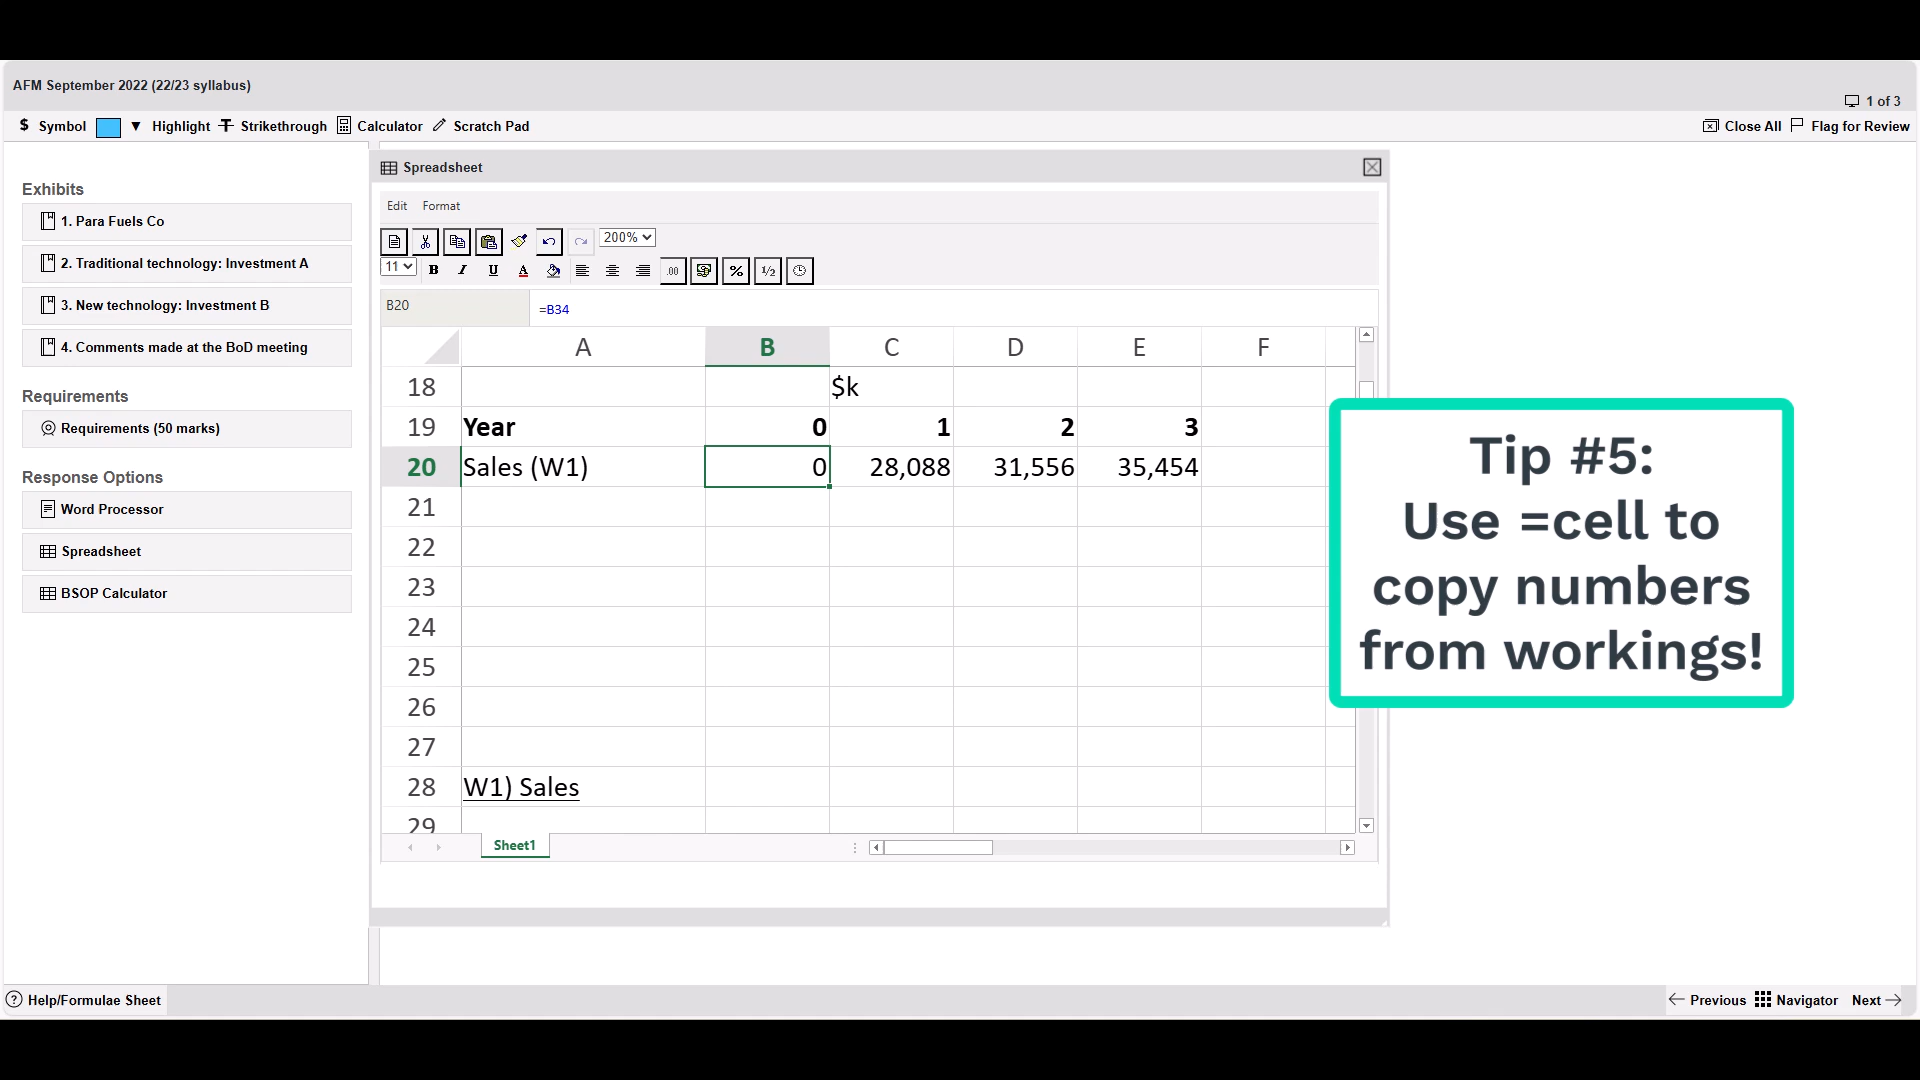 AFM September 2022 (22/23 syllabus)
1 of 3
$ Symbol Highlight Strikethrough Calculator Scratch Pad
Close All Flag for Review
Exhibits
1. Para Fuels Co
2. Traditional technology: Investment A
3. New technology: Investment B
4. Comments made at the BoD meeting
Requirements
Requirements (50 marks)
Response Options
Word Processor
Spreadsheet
BSOP Calculator
Spreadsheet
Edit Format
200%
11 B I U A .00 % 1/2
B20 =B34
A B C D E F
18 $k
19 Year 0 1 2 3
20 Sales (W1) 0 28,088 31,556 35,454
21
22
23
24
25
26
27
28 W1) Sales
29
Sheet1
Tip #5:
Use =cell to
copy numbers
from workings!
? Help/Formulae Sheet
Previous Navigator Next